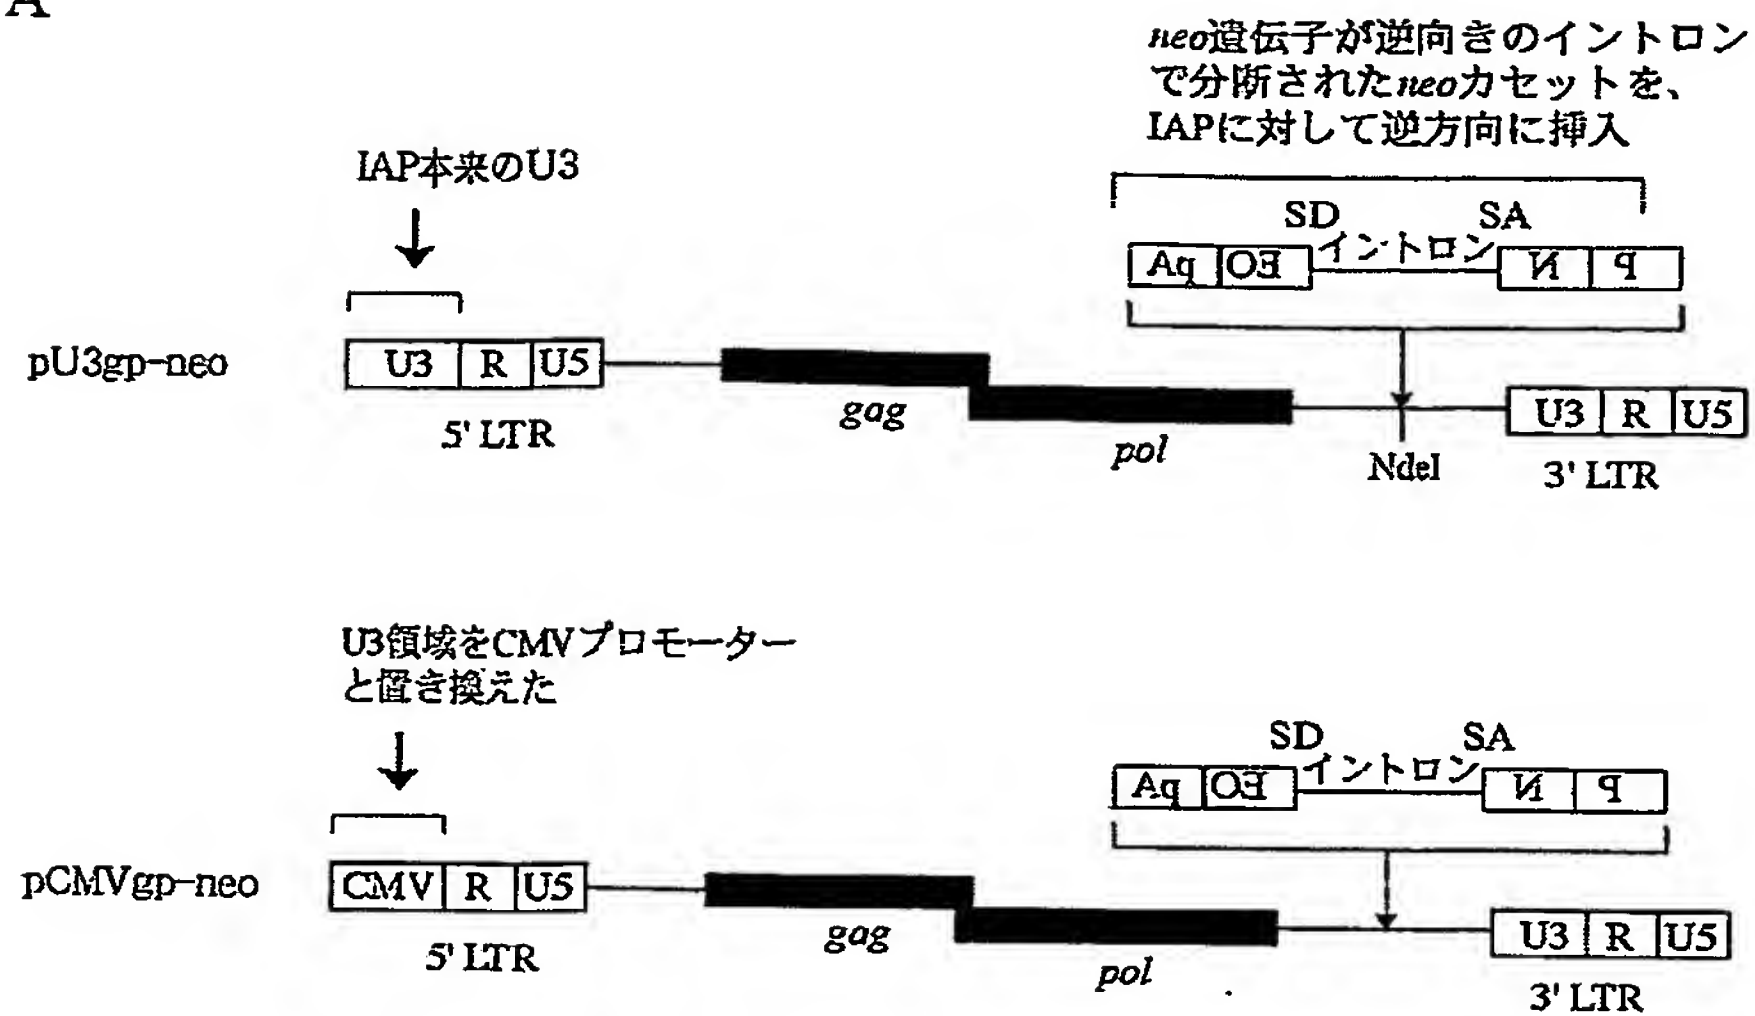 A
neo遺伝子が逆向きのイントロン
で分断されたneoカセットを、
IAPに対して逆方向に挿入
IAP本来のU3
SD
SA
イントロン
pA
EO
N
P
pU3gp-neo
U3 R U5
5' LTR
gag
pol
NdeI
U3 R U5
3' LTR
U3領域をCMVプロモーター
と置き換えた
SD
SA
イントロン
pA
EO
N
P
pCMVgp-neo
CMV R U5
5' LTR
gag
pol
U3 R U5
3' LTR